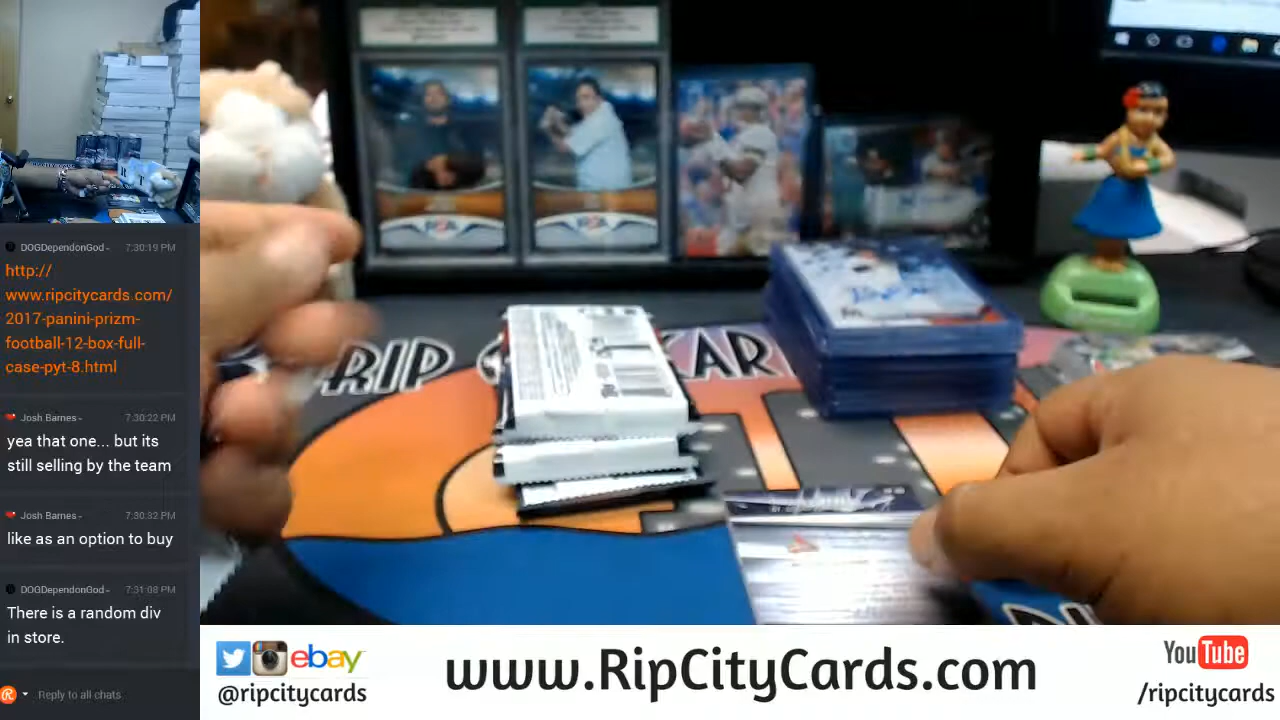 DOGDependonGod- 7:30:19 PM
http://
www.ripcitycards.com/
2017-panini-prizm-
football-12-box-full-
case-pyt-8.html
Josh Barnes- 7:30:22 PM
yea that one... but its
still selling by the team
Josh Barnes- 7:30:32 PM
like as an option to buy
DOGDependonGod- 7:31:08 PM
There is a random div
in store.
Reply to all chats.
RIP
CAR
ebay
@ripcitycards
www.RipCityCards.com
YouTube
/ripcitycards